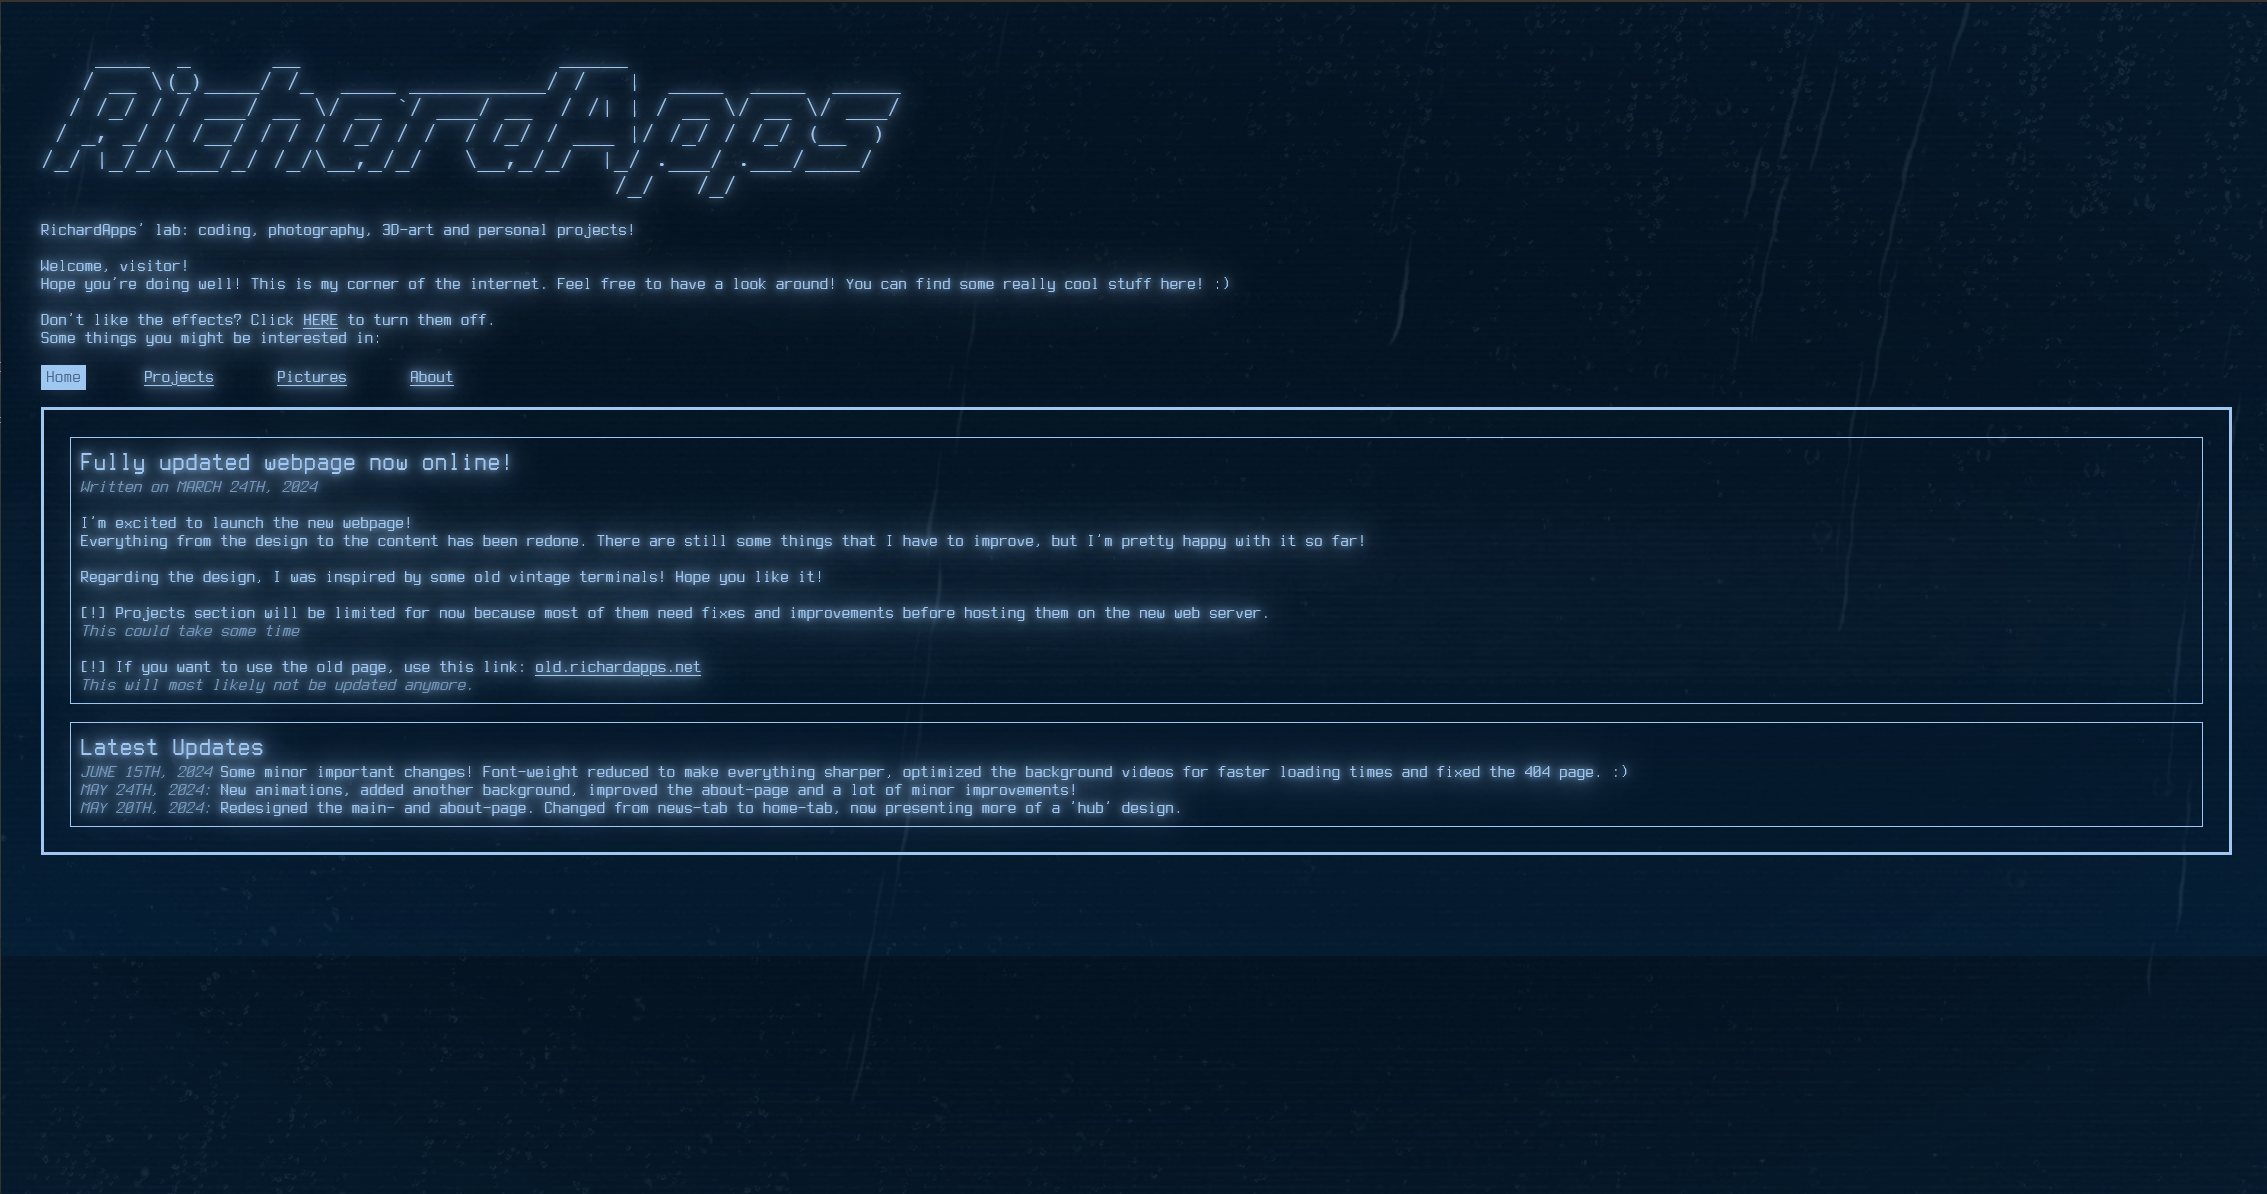 RichardApps
RichardApps' lab: coding, photography, 3D-art and personal projects!
Welcome, visitor!
Hope you're doing well! This is my corner of the internet. Feel free to have a look around! You can find some really cool stuff here! :)
Don't like the effects? Click HERE to turn them off.
Some things you might be interested in:
Home Projects Pictures About
Fully updated webpage now online!
Written on MARCH 24TH, 2024
I'm excited to launch the new webpage!
Everything from the design to the content has been redone. There are still some things that I have to improve, but I'm pretty happy with it so far!
Regarding the design, I was inspired by some old vintage terminals! Hope you like it!
[!] Projects section will be limited for now because most of them need fixes and improvements before hosting them on the new web server.
This could take some time
[!] If you want to use the old page, use this link: old.richardapps.net
This will most likely not be updated anymore.
Latest Updates
JUNE 15TH, 2024 Some minor important changes! Font-weight reduced to make everything sharper, optimized the background videos for faster loading times and fixed the 404 page. :)
MAY 24TH, 2024: New animations, added another background, improved the about-page and a lot of minor improvements!
MAY 20TH, 2024: Redesigned the main- and about-page. Changed from news-tab to home-tab, now presenting more of a 'hub' design.